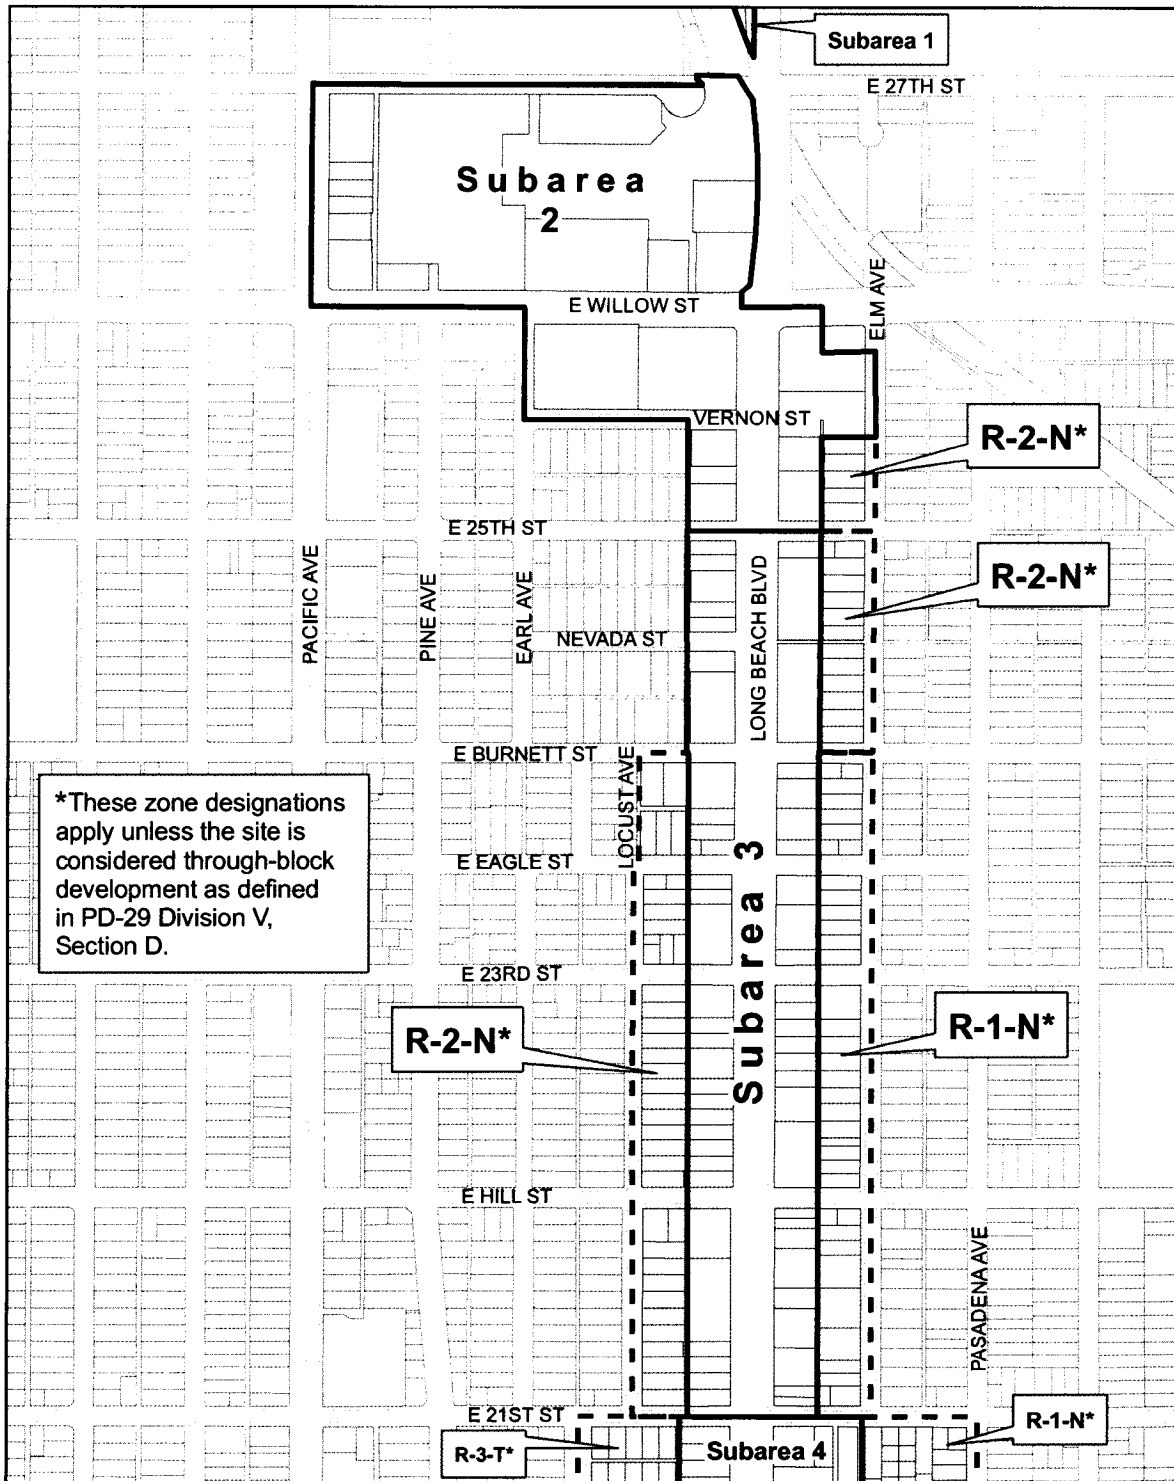 Subarea 1
E 27TH ST
Subarea
2
E WILLOW ST
ELM AVE
VERNON ST
R-2-N*
E 25TH ST
R-2-N*
PACIFIC AVE
PINE AVE
EARL AVE
NEVADA ST
LONG BEACH BLVD
E BURNETT ST
LOCUST AVE
*These zone designations
apply unless the site is
considered through-block
development as defined
in PD-29 Division V,
Section D.
E EAGLE ST
Subarea 3
E 23RD ST
R-2-N*
R-1-N*
E HILL ST
PASADENA AVE
E 21ST ST
R-3-T*
Subarea 4
R-1-N*